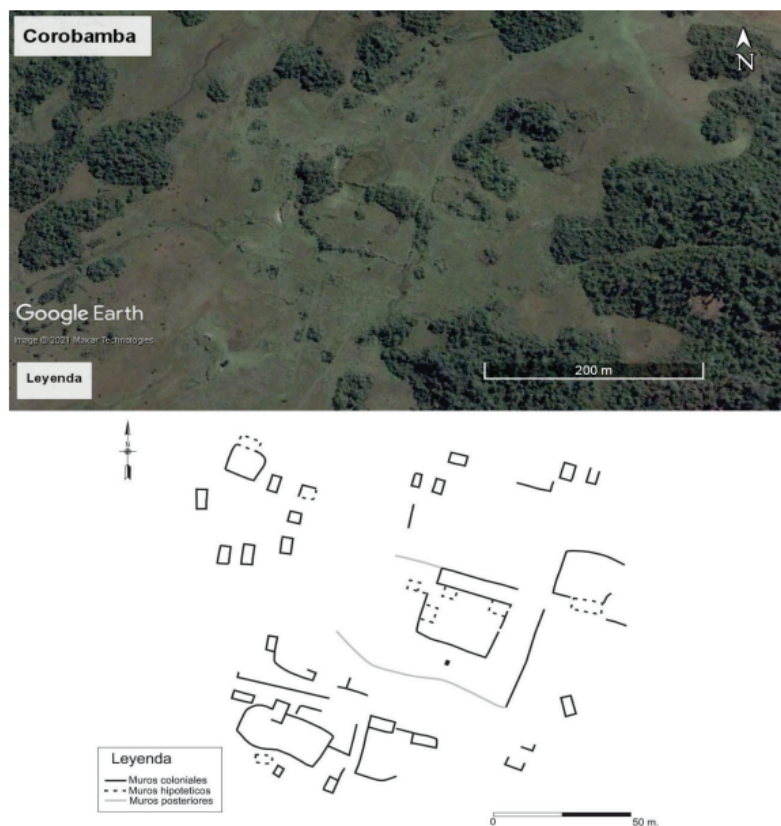 Corobamba
N
Google Earth
Image © 2021 Maxar Technologies
200 m
Leyenda
N
Leyenda
Muros coloniales
Muros hipoteticos
Muros posteriores
0 50 m.